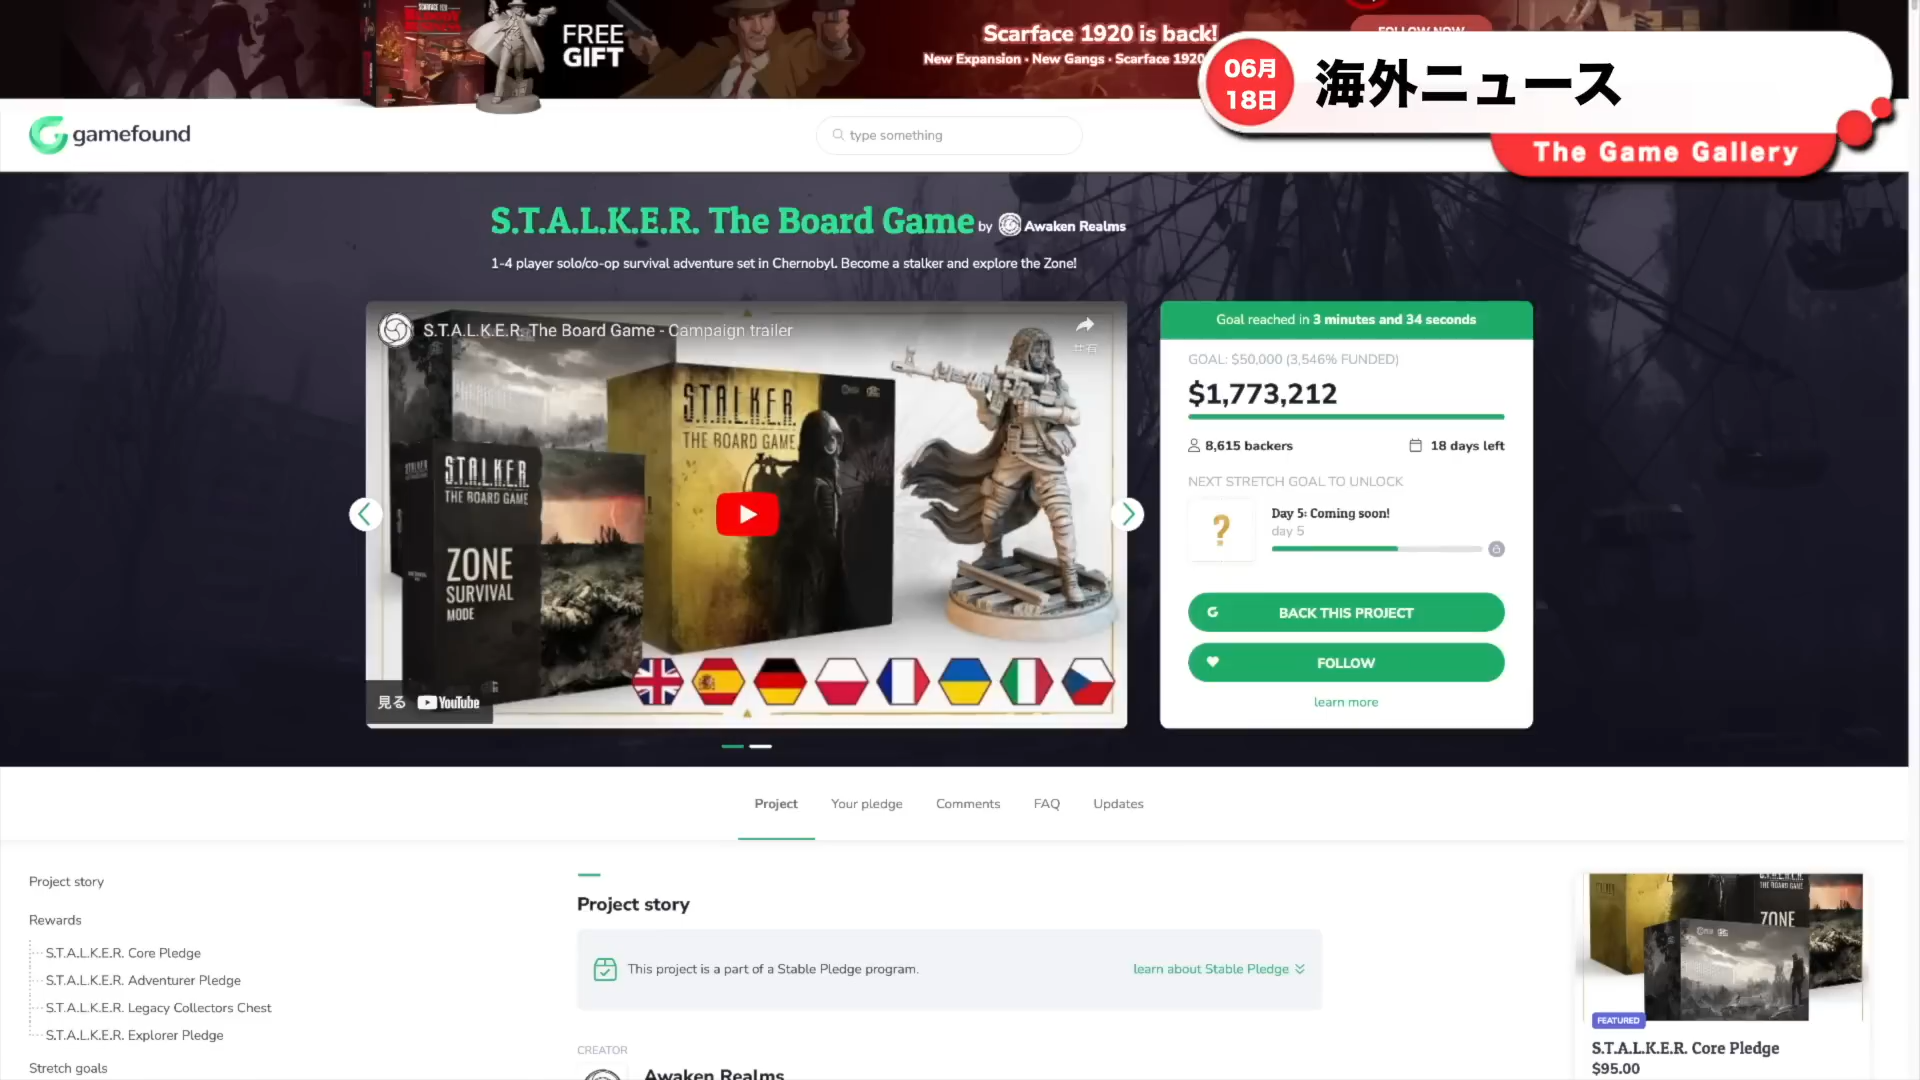 FREE
GIFT
Scarface 1920 is back!
New Expansion • New Gangs • Scarface 1920
06月
18日
海外ニュース
The Game Gallery
gamefound
type something
S.T.A.L.K.E.R. The Board Game by Awaken Realms
1-4 player solo/co-op survival adventure set in Chernobyl. Become a stalker and explore the Zone!
S.T.A.L.K.E.R. The Board Game - Campaign trailer
共有
S.T.A.L.K.E.R.
THE BOARD GAME
S.T.A.L.K.E.R.
THE BOARD GAME
ZONE
SURVIVAL
MODE
見る YouTube
Goal reached in 3 minutes and 34 seconds
GOAL: $50,000 (3,546% FUNDED)
$1,773,212
8,615 backers
18 days left
NEXT STRETCH GOAL TO UNLOCK
?
Day 5: Coming soon!
day 5
BACK THIS PROJECT
FOLLOW
learn more
Project
Your pledge
Comments
FAQ
Updates
Project story
Rewards
S.T.A.L.K.E.R. Core Pledge
S.T.A.L.K.E.R. Adventurer Pledge
S.T.A.L.K.E.R. Legacy Collectors Chest
S.T.A.L.K.E.R. Explorer Pledge
Stretch goals
Project story
This project is a part of a Stable Pledge program.
learn about Stable Pledge
CREATOR
Awaken Realms
ZONE
FEATURED
S.T.A.L.K.E.R. Core Pledge
$95.00